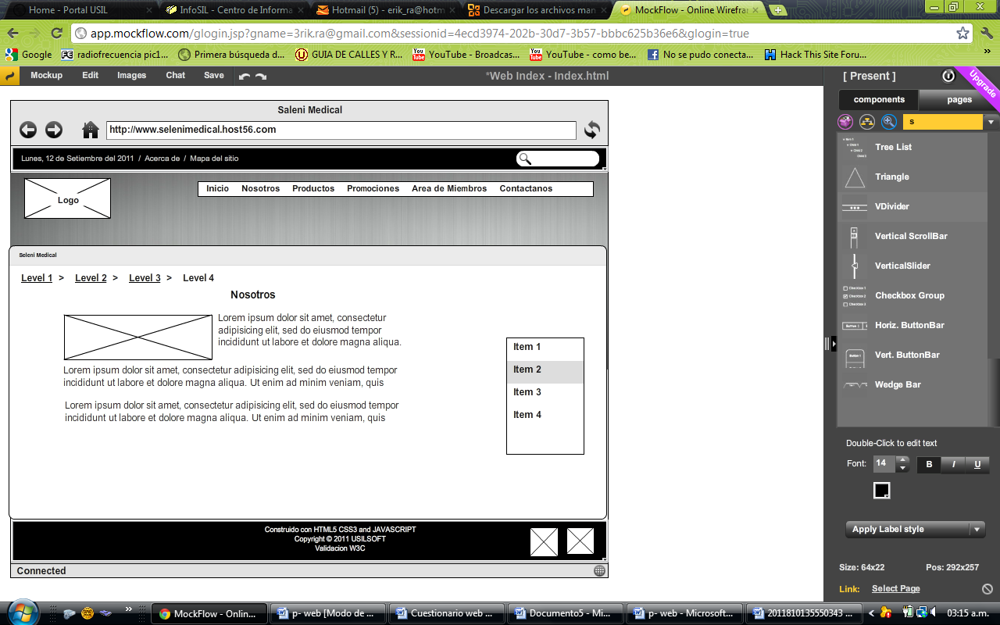 Home - Portal USIL
InfoSIL - Centro de Informa
Hotmail (5) - erik_ra@hotm
Descargar los archivos man
MockFlow - Online Wirefra
app.mockflow.com/glogin.jsp?gname=3rik.ra@gmail.com&sessionid=4ecd3974-202b-30d7-3b57-bbbc625b36e6&glogin=true
Google
radiofrecuencia pic1...
Primera búsqueda d...
GUIA DE CALLES Y R...
YouTube - Broadcas...
YouTube - como be...
No se pudo conecta...
Hack This Site Foru...
»
Mockup Edit Images Chat Save
*Web Index - Index.html
[ Present ]
Upgrade
components pages
s
Saleni Medical
http://www.selenimedical.host56.com
Lunes, 12 de Setiembre del 2011 / Acerca de / Mapa del sitio
Logo
Inicio Nosotros Productos Promociones Area de Miembros Contactanos
Seleni Medical
Level 1 > Level 2 > Level 3 > Level 4
Nosotros
Lorem ipsum dolor sit amet, consectetur
adipisicing elit, sed do eiusmod tempor
incididunt ut labore et dolore magna aliqua.
Lorem ipsum dolor sit amet, consectetur adipisicing elit, sed do eiusmod tempor
incididunt ut labore et dolore magna aliqua. Ut enim ad minim veniam, quis
Lorem ipsum dolor sit amet, consectetur adipisicing elit, sed do eiusmod tempor
incididunt ut labore et dolore magna aliqua. Ut enim ad minim veniam, quis
Item 1
Item 2
Item 3
Item 4
Construido con HTML5 CSS3 and JAVASCRIPT
Copyright © 2011 USILSOFT
Validacion W3C
Connected
Tree List
Triangle
VDivider
Vertical ScrollBar
VerticalSlider
Checkbox 1
Checkbox 2
Checkbox 3
Checkbox Group
Button 1
Horiz. ButtonBar
Button 1
Vert. ButtonBar
Wedge Bar
Double-Click to edit text
Font: 14 B I U
Apply Label style
Size: 64x22 Pos: 292x257
Link: Select Page
»
MockFlow - Online...
p- web [Modo de ...
Cuestionario web ...
Documento5 - Mi...
p- web - Microsoft...
2011810135550343 ...
03:15 a.m.